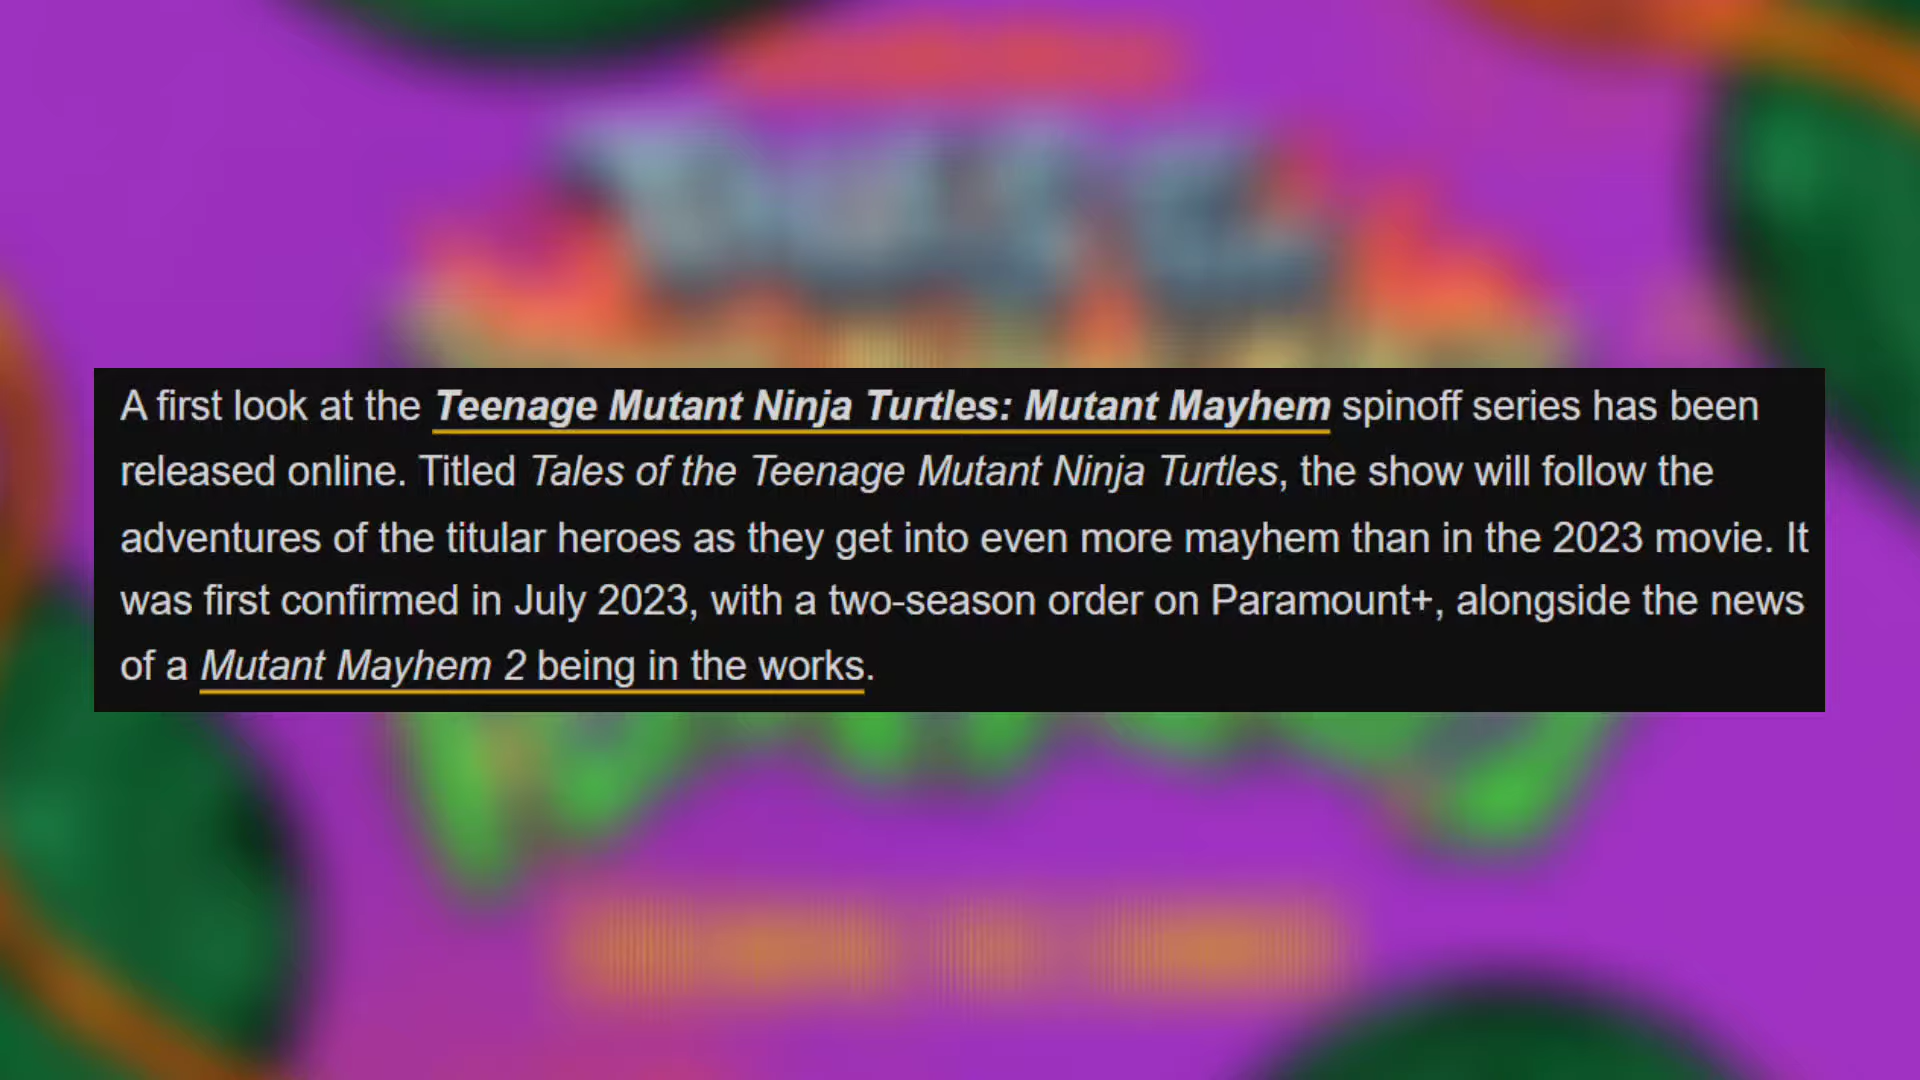 A first look at the Teenage Mutant Ninja Turtles: Mutant Mayhem spinoff series has been
released online. Titled Tales of the Teenage Mutant Ninja Turtles, the show will follow the
adventures of the titular heroes as they get into even more mayhem than in the 2023 movie. It
was first confirmed in July 2023, with a two-season order on Paramount+, alongside the news
of a Mutant Mayhem 2 being in the works.